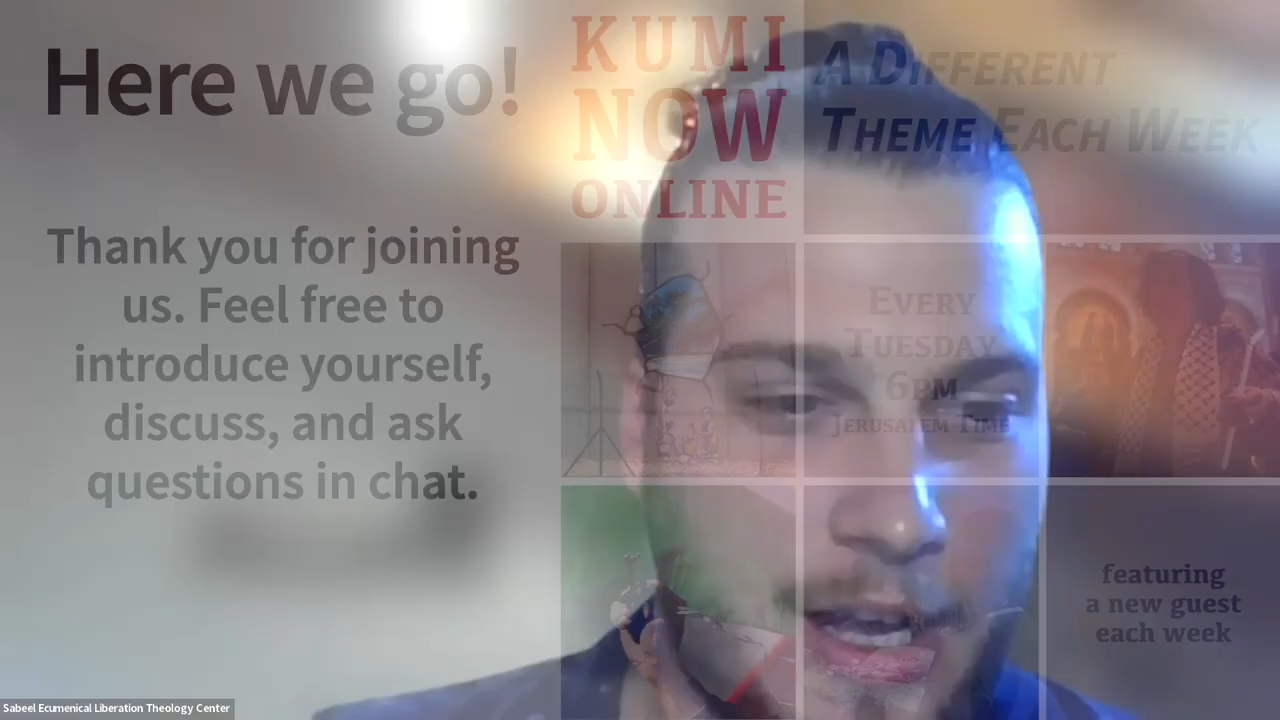 Here we go!
Thank you for joining
us. Feel free to
introduce yourself,
discuss, and ask
questions in chat.
KUMI
NOW
ONLINE
A DIFFERENT
THEME EACH WEEK
EVERY
TUESDAY
6PM
JERUSALEM TIME
featuring
a new guest
each week
Sabeel Ecumenical Liberation Theology Center